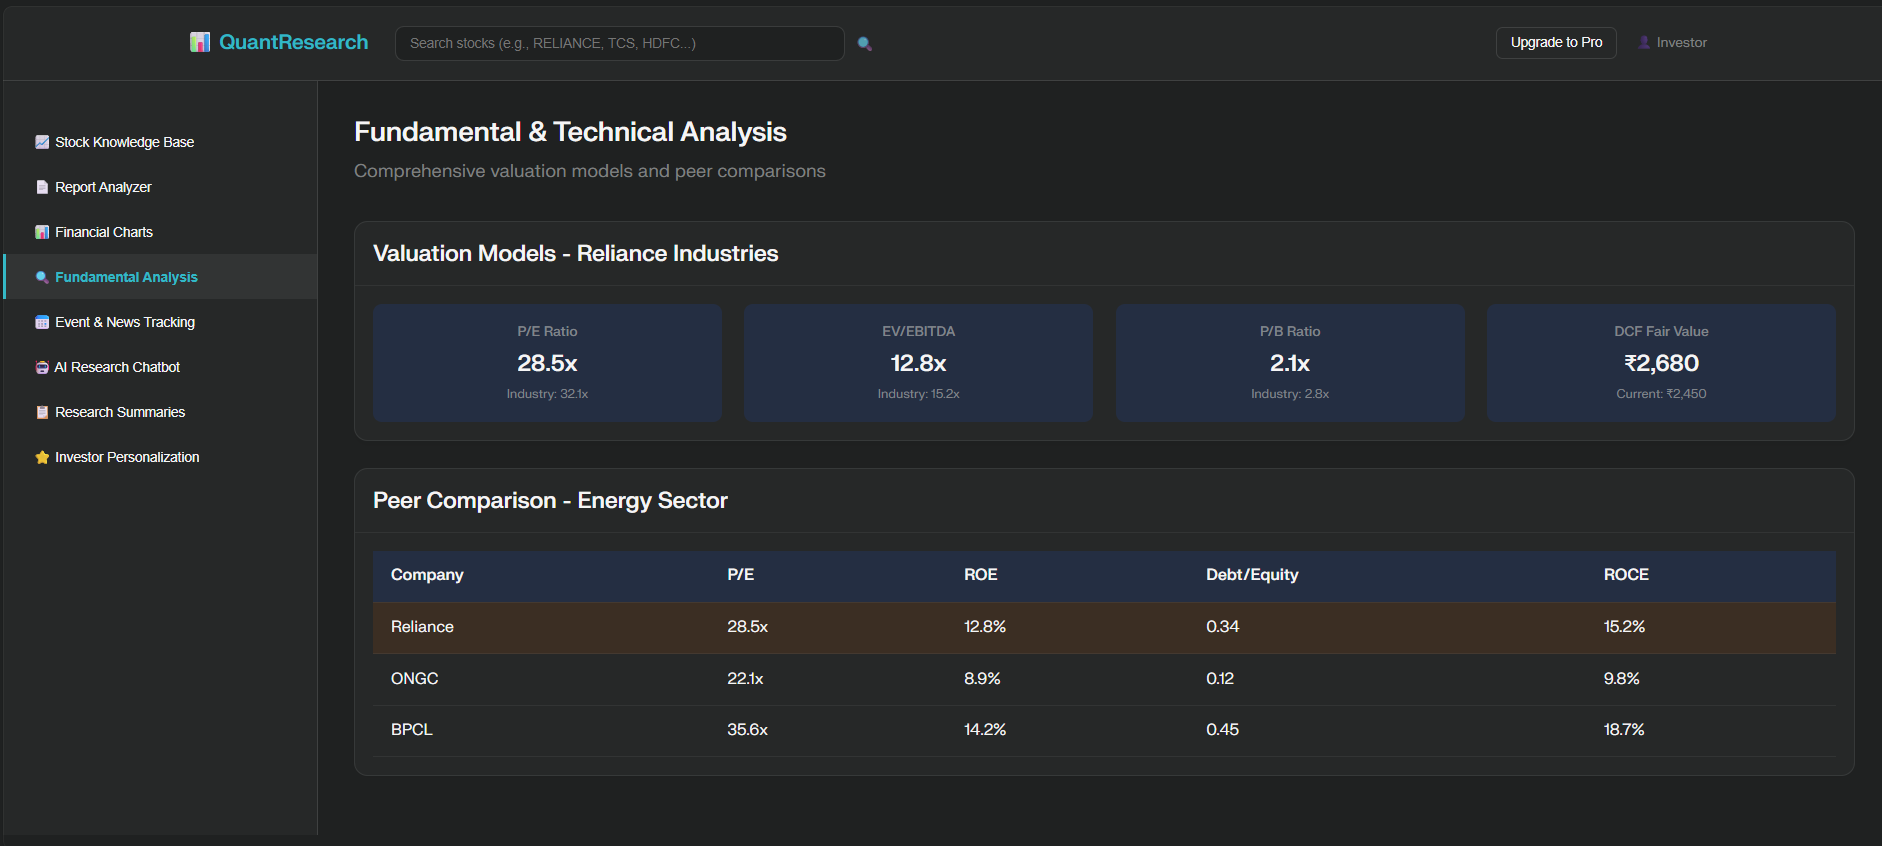 QuantResearch
Search stocks (e.g., RELIANCE, TCS, HDFC...)
Upgrade to Pro
Investor
Stock Knowledge Base
Report Analyzer
Financial Charts
Fundamental Analysis
Event & News Tracking
AI Research Chatbot
Research Summaries
Investor Personalization
Fundamental & Technical Analysis
Comprehensive valuation models and peer comparisons
Valuation Models - Reliance Industries
P/E Ratio
28.5x
Industry: 32.1x
EV/EBITDA
12.8x
Industry: 15.2x
P/B Ratio
2.1x
Industry: 2.8x
DCF Fair Value
₹2,680
Current: ₹2,450
Peer Comparison - Energy Sector
Company P/E ROE Debt/Equity ROCE
Reliance 28.5x 12.8% 0.34 15.2%
ONGC 22.1x 8.9% 0.12 9.8%
BPCL 35.6x 14.2% 0.45 18.7%